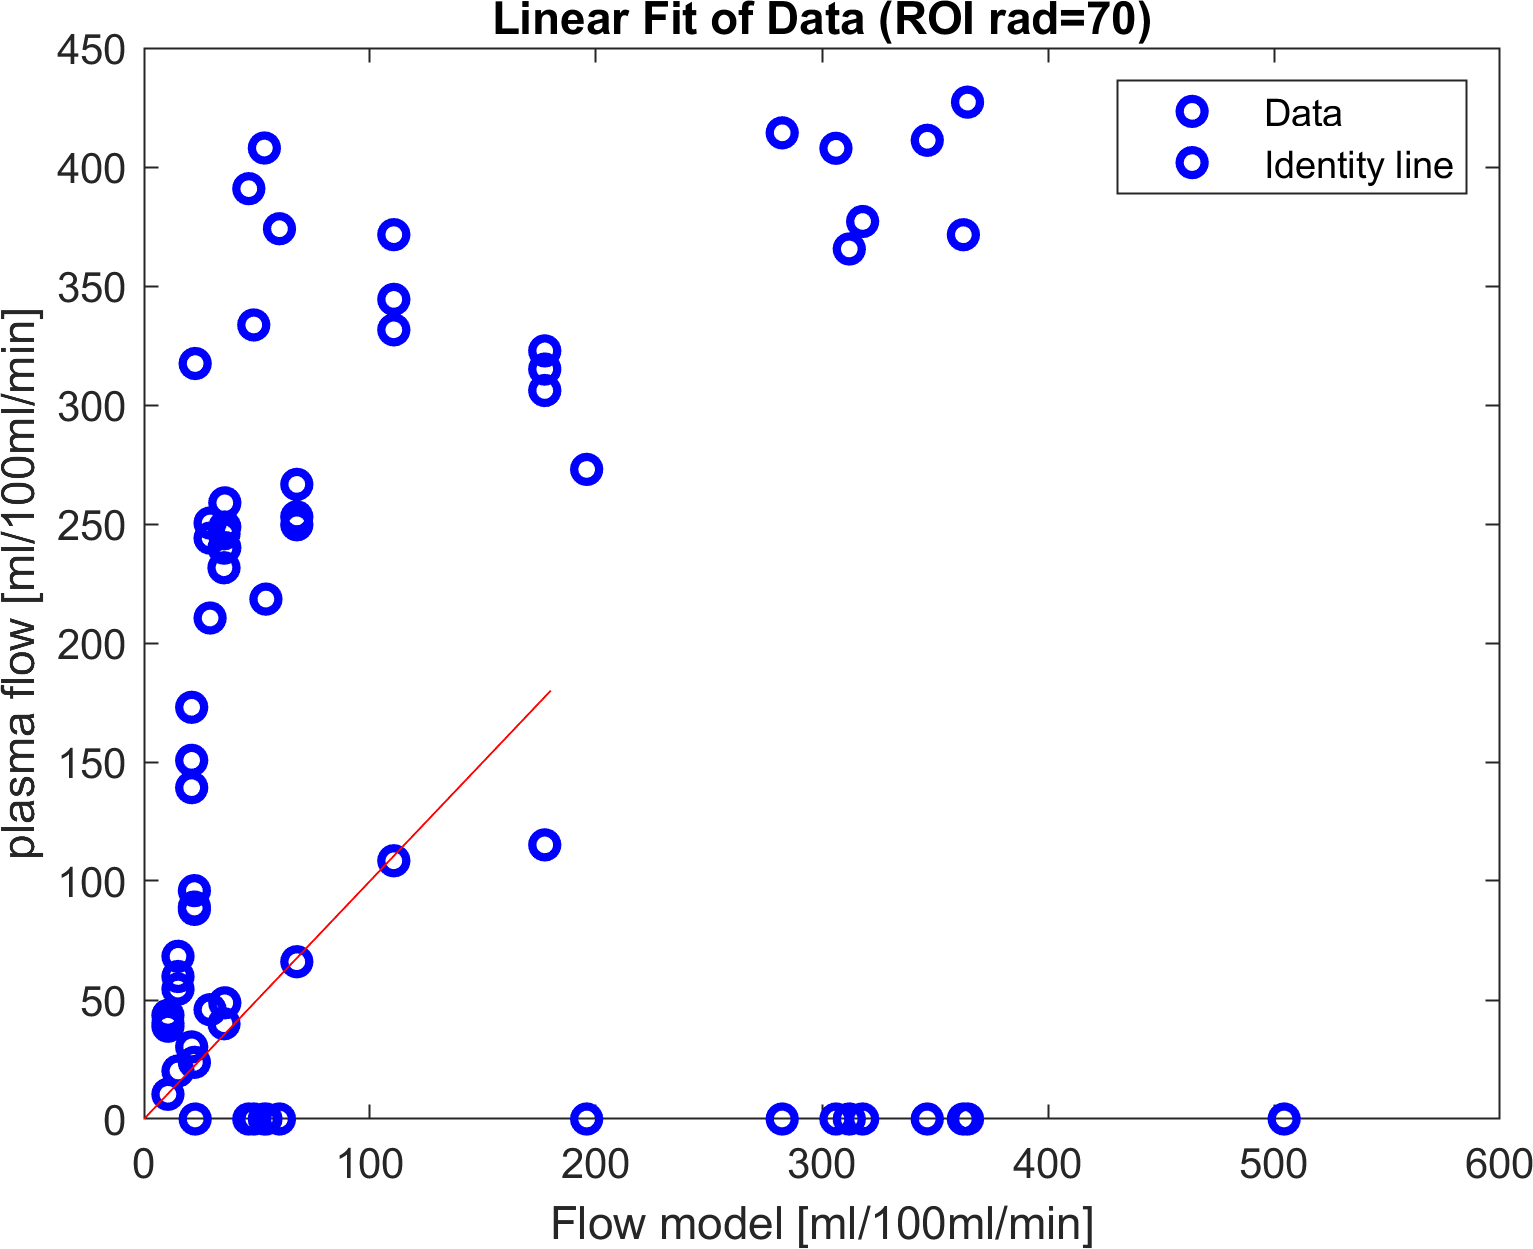 Linear Fit of Data (ROI rad=70)
450
400
350
300
250
200
150
100
50
0
plasma flow [ml/100ml/min]
Data
Identity line
0 100 200 300 400 500 600
Flow model [ml/100ml/min]